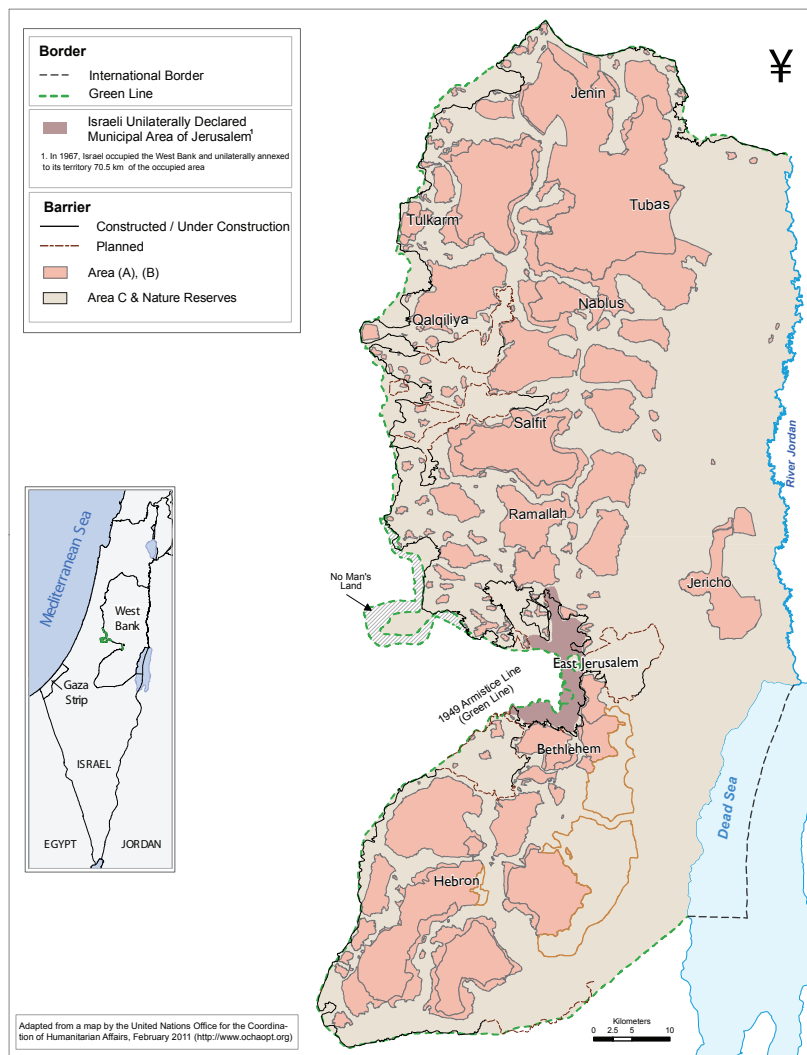 Border
International Border
Green Line
Israeli Unilaterally Declared
Municipal Area of Jerusalem¹
1. In 1967, Israel occupied the West Bank and unilaterally annexed
to its territory 70.5 km of the occupied area
Barrier
Constructed / Under Construction
Planned
Area (A), (B)
Area C & Nature Reserves
¥
Jenin
Tubas
Tulkarm
Nablus
Qalqiliya
Salfit
River Jordan
Ramallah
Jericho
No Man's
Land
East Jerusalem
1949 Armistice Line
(Green Line)
Bethlehem
Dead Sea
Hebron
Mediterranean Sea
West
Bank
Gaza
Strip
ISRAEL
EGYPT
JORDAN
Kilometers
0 2.5 5 10
Adapted from a map by the United Nations Office for the Coordina-
tion of Humanitarian Affairs, February 2011 (http://www.ochaopt.org)